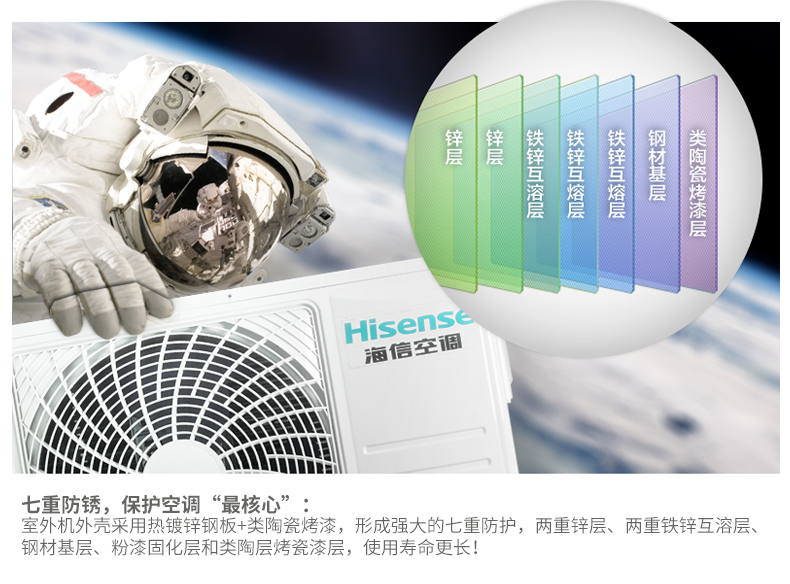 锌层
锌层
铁锌互溶层
铁锌互熔层
铁锌互熔层
钢材基层
类陶瓷烤漆层
Hisense
海信空调
七重防锈，保护空调“最核心”：
室外机外壳采用热镀锌钢板+类陶瓷烤漆，形成强大的七重防护，两重锌层、两重铁锌互溶层、
钢材基层、粉漆固化层和类陶层烤瓷漆层，使用寿命更长！